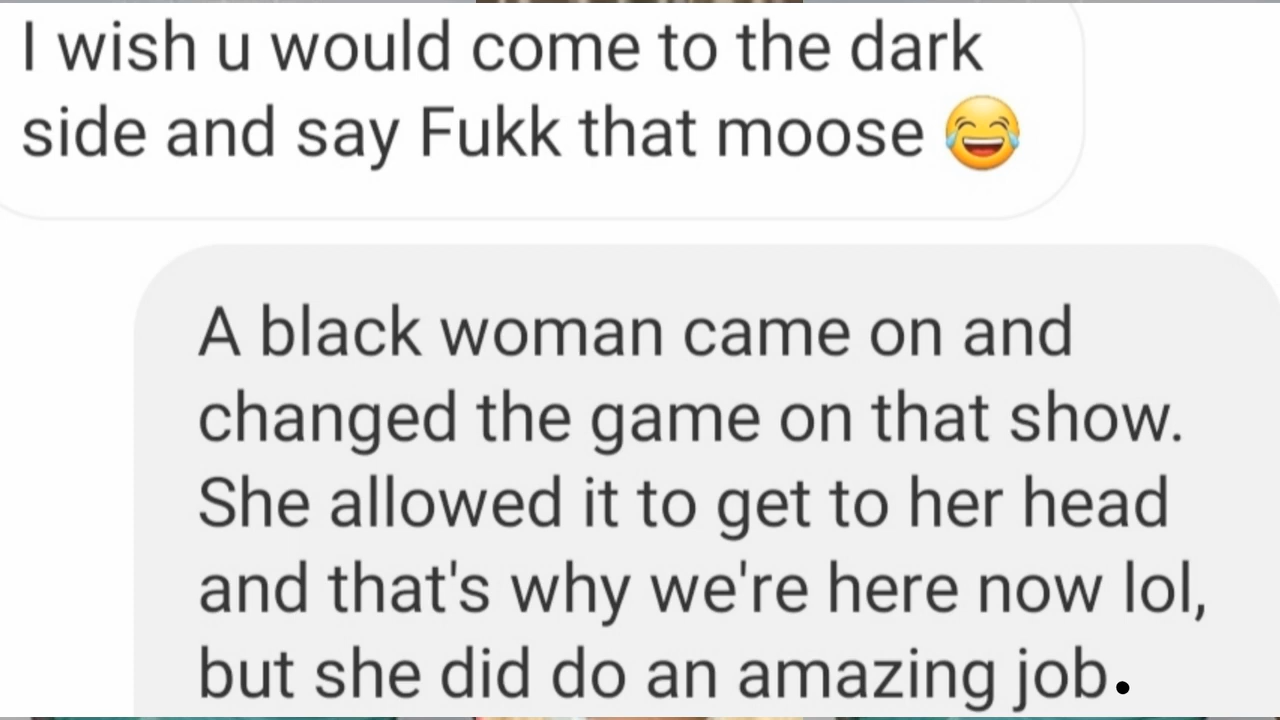 I wish u would come to the dark
side and say Fukk that moose 😂
A black woman came on and
changed the game on that show.
She allowed it to get to her head
and that's why we're here now lol,
but she did do an amazing job.